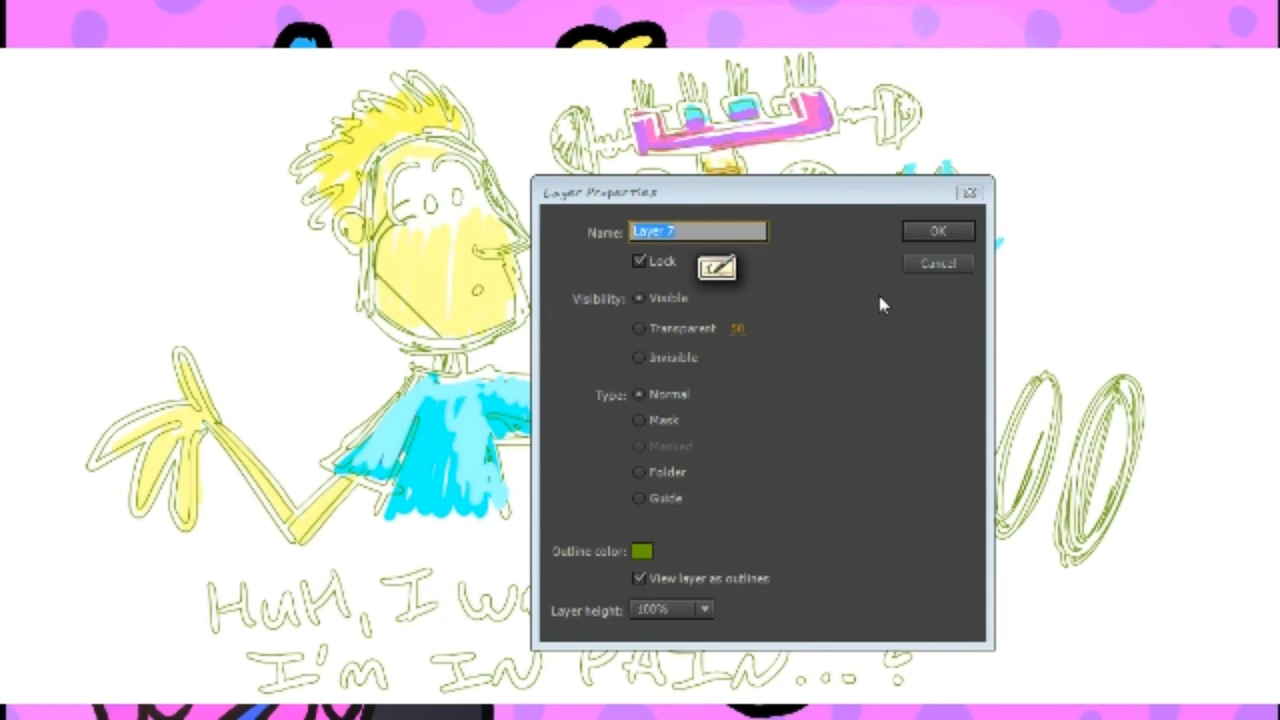 Layer Properties
Name: Layer 7 OK
Lock
Cancel
Visibility: Visible
Transparent 50
Invisible
Type: Normal
Mask
Masked
Folder
Guide
Outline color:
View layer as outlines
Layer height: 100%
HUH, I
I'm IN PAIN...?